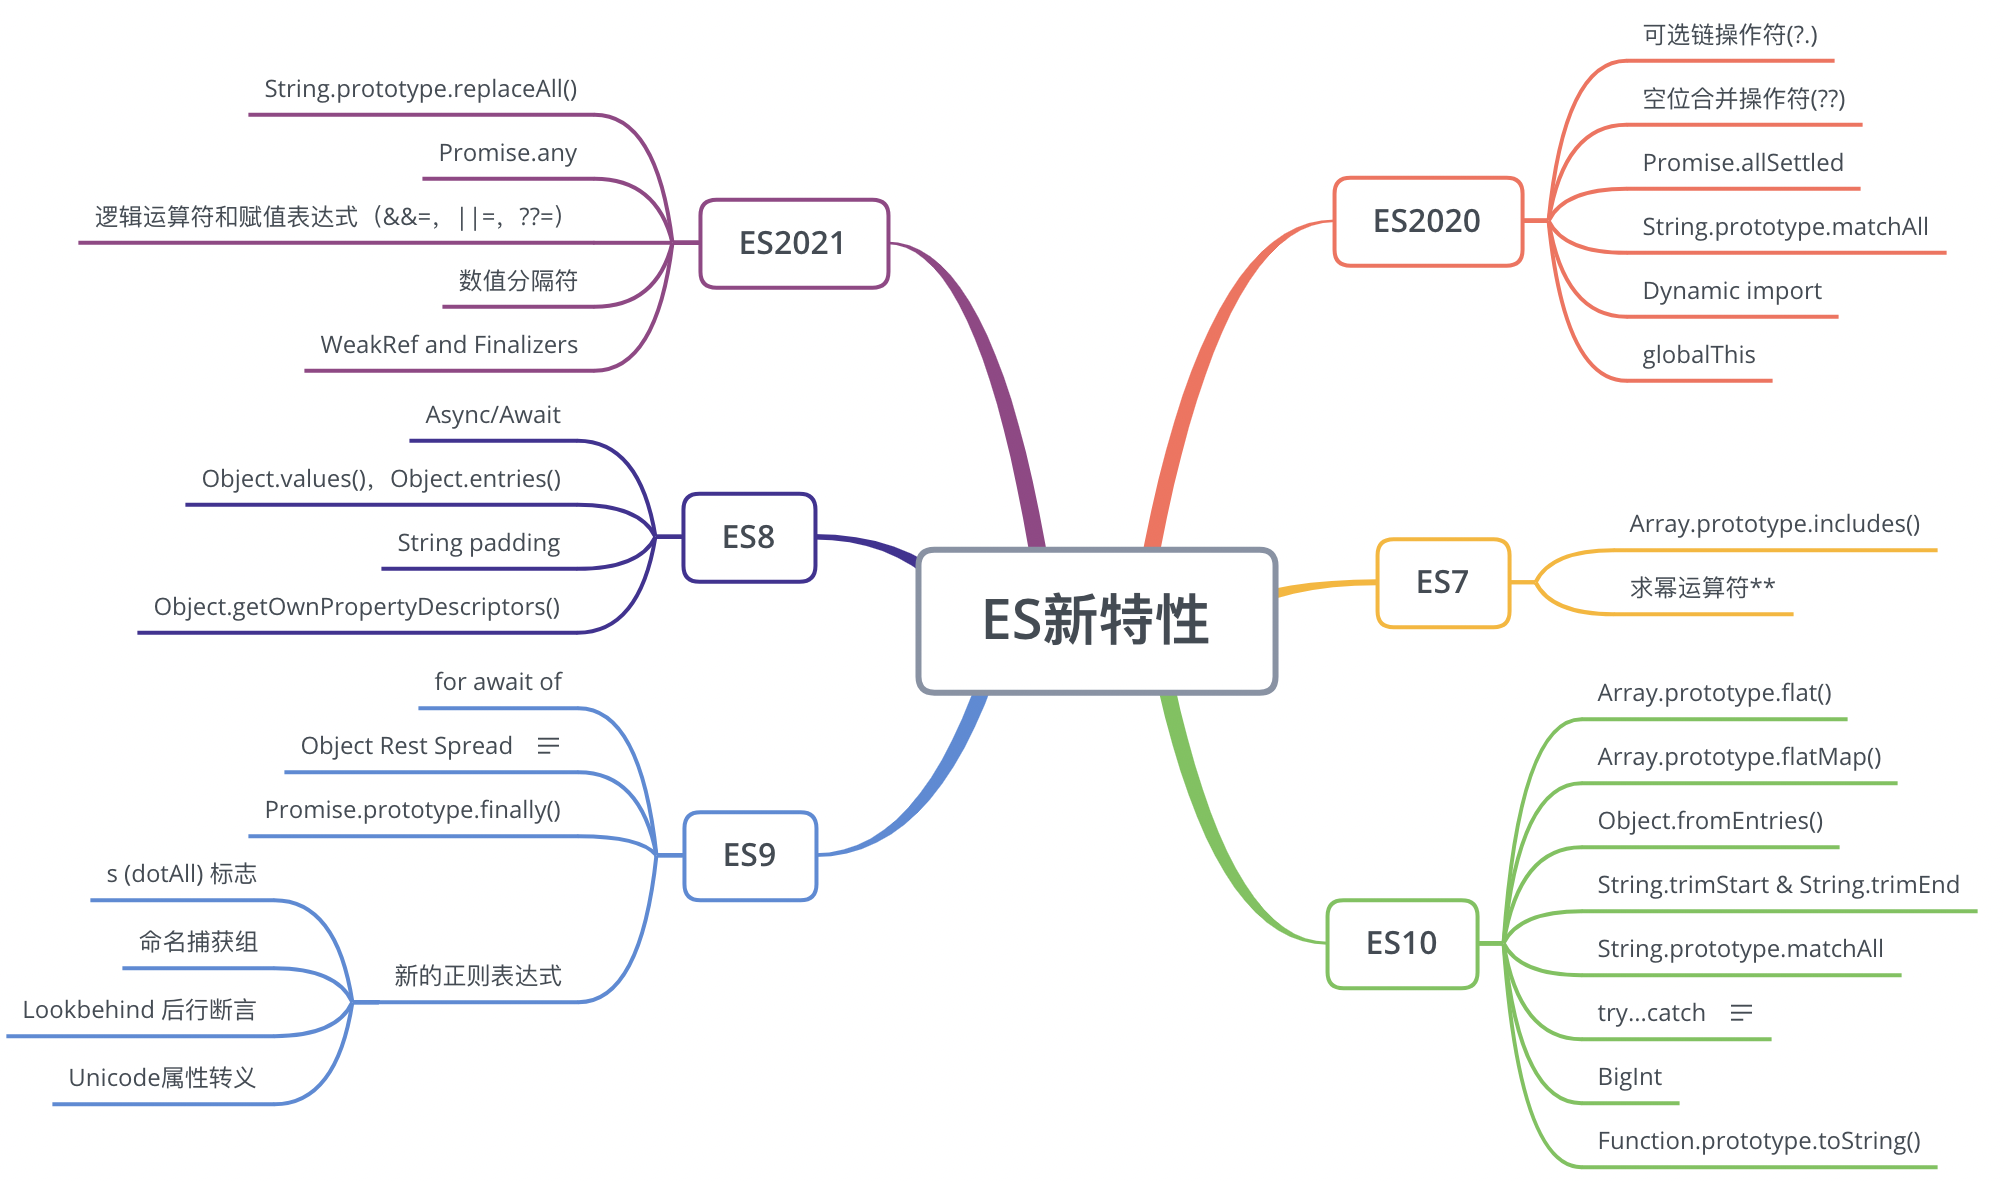 ES新特性
ES2020
可选链操作符(?.)
空位合并操作符(??)
Promise.allSettled
String.prototype.matchAll
Dynamic import
globalThis
ES7
Array.prototype.includes()
求幂运算符**
ES10
Array.prototype.flat()
Array.prototype.flatMap()
Object.fromEntries()
String.trimStart & String.trimEnd
String.prototype.matchAll
try...catch
BigInt
Function.prototype.toString()
ES2021
String.prototype.replaceAll()
Promise.any
逻辑运算符和赋值表达式（&&=，||=，??=）
数值分隔符
WeakRef and Finalizers
ES8
Async/Await
Object.values()，Object.entries()
String padding
Object.getOwnPropertyDescriptors()
ES9
for await of
Object Rest Spread
Promise.prototype.finally()
新的正则表达式
s (dotAll) 标志
命名捕获组
Lookbehind 后行断言
Unicode属性转义